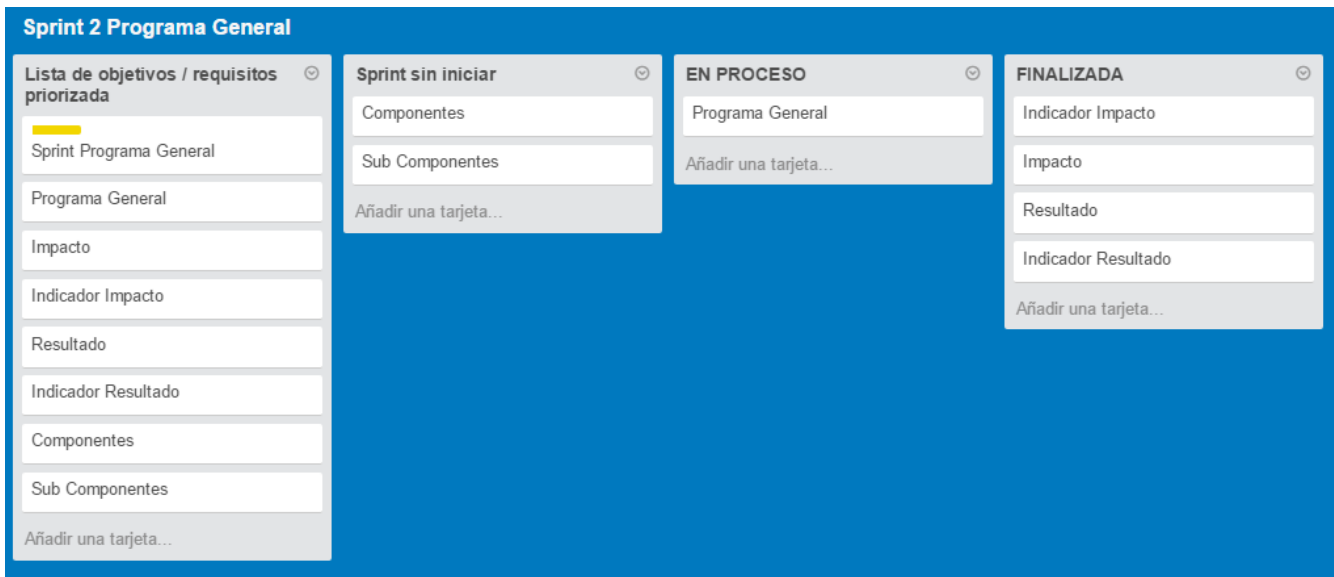 Sprint 2 Programa General
Lista de objetivos / requisitos
priorizada
Sprint Programa General
Programa General
Impacto
Indicador Impacto
Resultado
Indicador Resultado
Componentes
Sub Componentes
Añadir una tarjeta...
Sprint sin iniciar
Componentes
Sub Componentes
Añadir una tarjeta...
EN PROCESO
Programa General
Añadir una tarjeta...
FINALIZADA
Indicador Impacto
Impacto
Resultado
Indicador Resultado
Añadir una tarjeta...